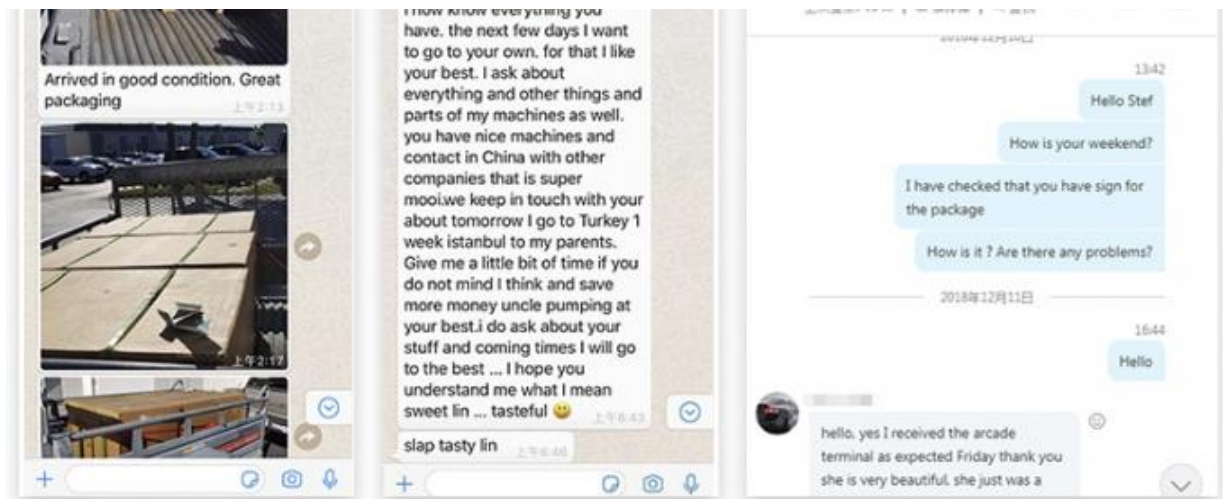 Arrived in good condition. Great
packaging
上午2:13
上午2:17
I now know everything you
have. the next few days I want
to go to your own. for that I like
your best. I ask about
everything and other things and
parts of my machines as well.
you have nice machines and
contact in China with other
companies that is super
mooi.we keep in touch with your
about tomorrow I go to Turkey 1
week istanbul to my parents.
Give me a little bit of time if you
do not mind I think and save
more money uncle pumping at
your best.i do ask about your
stuff and coming times I will go
to the best ... I hope you
understand me what I mean
sweet lin ... tasteful
上午6:43
slap tasty lin
上午6:46
13:42
Hello Stef
How is your weekend?
I have checked that you have sign for
the package
How is it ? Are there any problems?
2018年12月11日
16:44
Hello
hello, yes I received the arcade
terminal as expected Friday thank you
she is very beautiful. she just was a